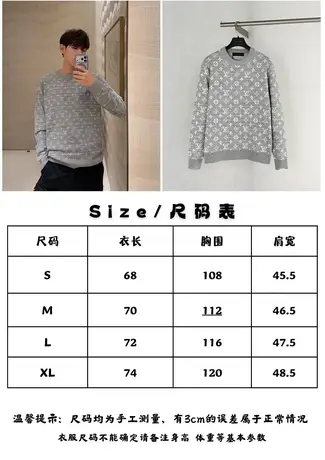 Size/尺码表
尺码 衣长 胸围 肩宽
S 68 108 45.5
M 70 112 46.5
L 72 116 47.5
XL 74 120 48.5
温馨提示：尺码均为手工测量、有3cm的误差属于正常情况
衣服尺码不能确定请备注身高 体重等基本参数